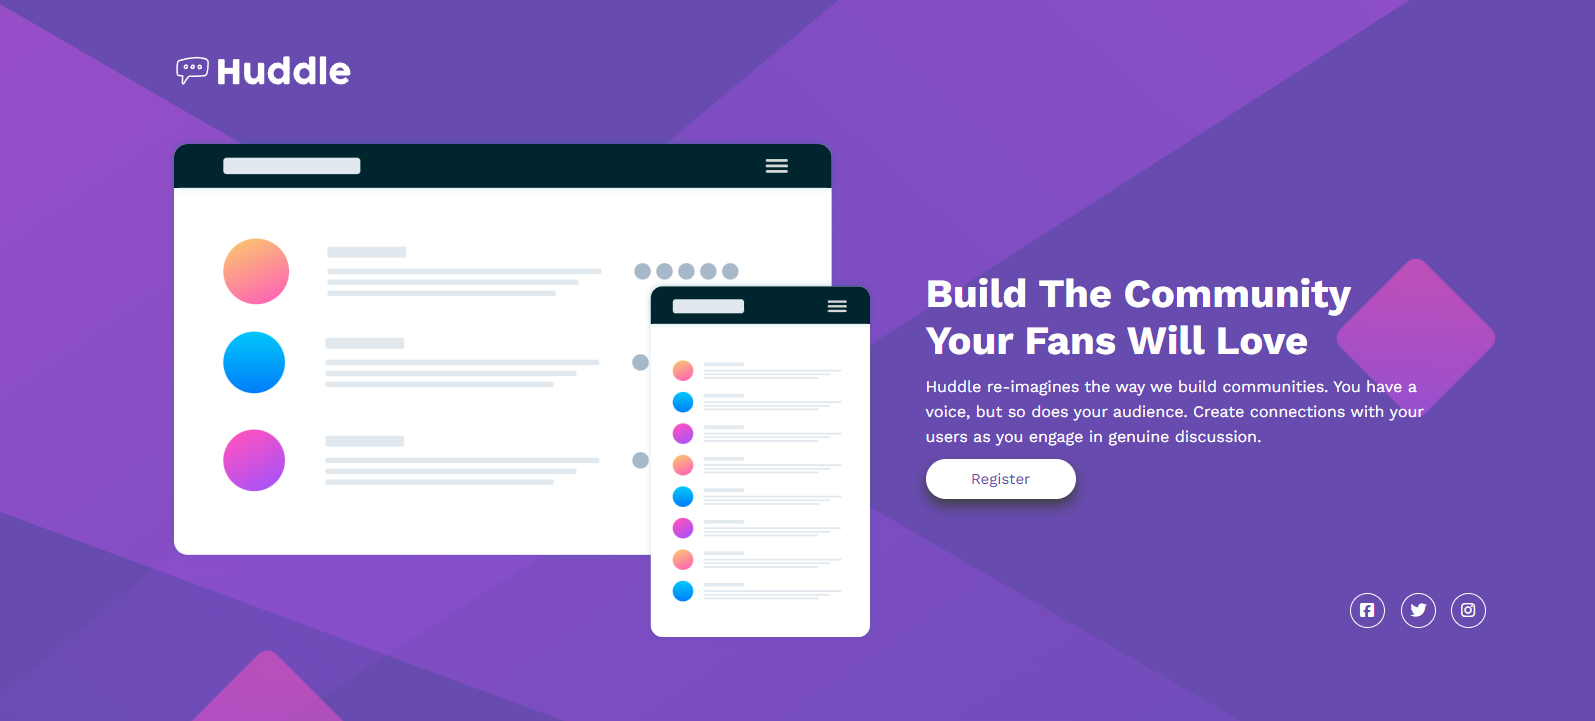 Huddle
Build The Community
Your Fans Will Love
Huddle re-imagines the way we build communities. You have a
voice, but so does your audience. Create connections with your
users as you engage in genuine discussion.
Register